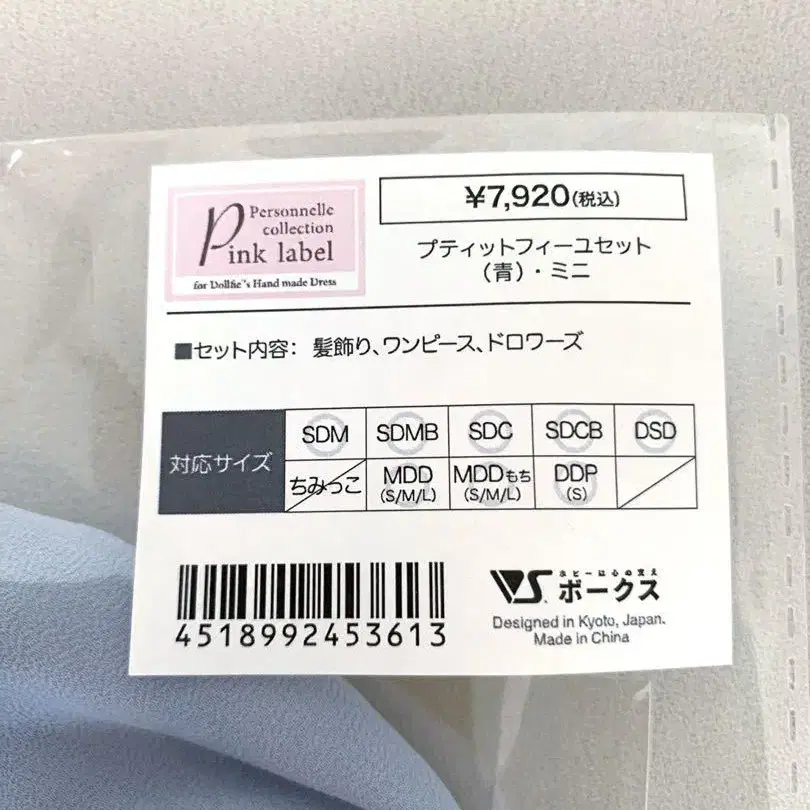 Personnelle
collection
Pink label
for Dollfie's Hand made Dress
¥7,920(税込)
プティットフィーユセット
(青)・ミニ
■セット内容: 髪飾り、ワンピース、ドロワーズ
対応サイズ
SDM SDMB SDC SDCB DSD
ちみっこ MDD MDDもち DDP
(S/M/L) (S/M/L) (S)
4518992453613
VS
ホビーは心の支え
ボークス
Designed in Kyoto, Japan.
Made in China